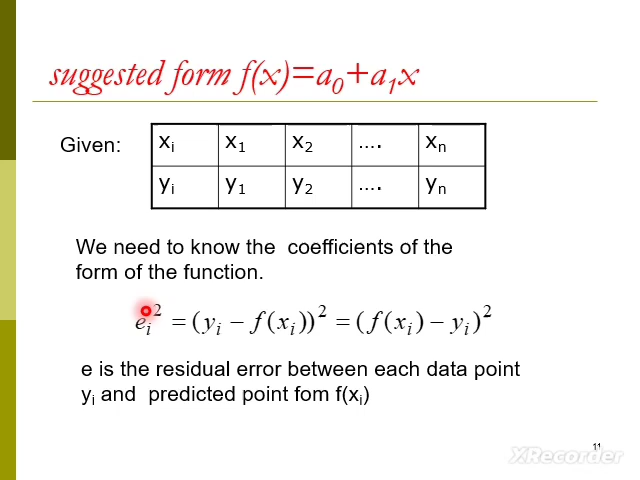 suggested form f(x)=a₀+a₁x
Given:
xᵢ x₁ x₂ .... xₙ
yᵢ y₁ y₂ .... yₙ
We need to know the coefficients of the
form of the function.
eᵢ² = (yᵢ − f(xᵢ))² = (f(xᵢ) − yᵢ)²
e is the residual error between each data point
yᵢ and predicted point fom f(xᵢ)
11
XRecorder